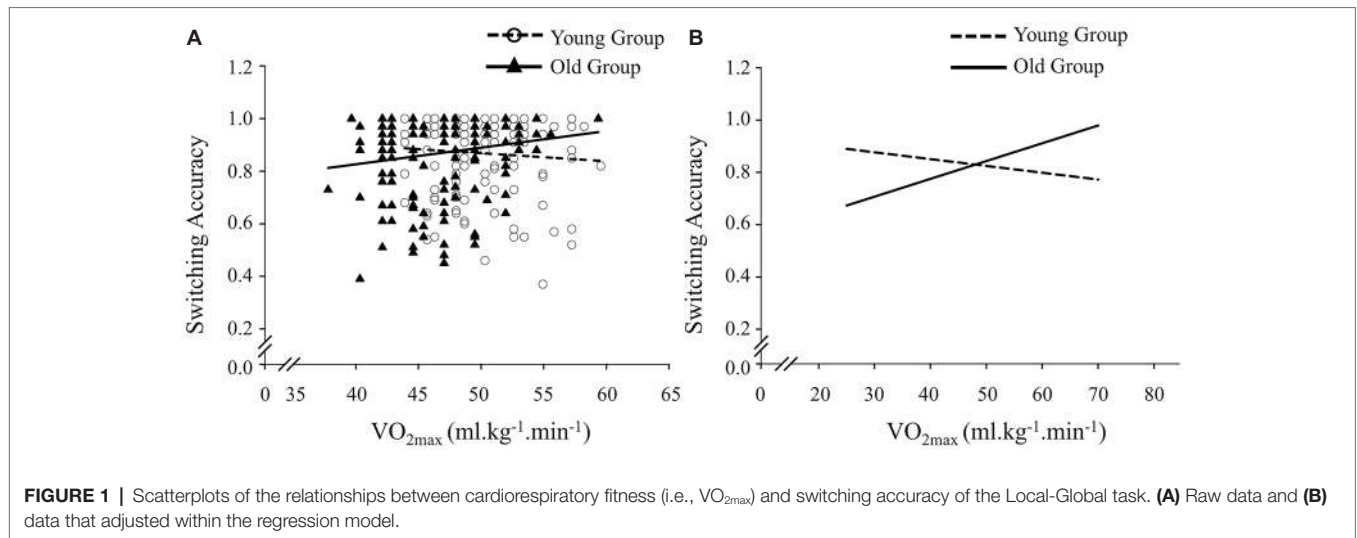 A
Young Group
Old Group
1.2
1.0
0.8
0.6
0.4
0.2
0.0
Switching Accuracy
0 35 40 45 50 55 60 65
VO2max (ml.kg-1.min-1)
B
Young Group
Old Group
1.2
1.0
0.8
0.6
0.4
0.2
0.0
Switching Accuracy
0 20 30 40 50 60 70 80
VO2max (ml.kg-1.min-1)
FIGURE 1 | Scatterplots of the relationships between cardiorespiratory fitness (i.e., VO2max) and switching accuracy of the Local-Global task. (A) Raw data and (B)
data that adjusted within the regression model.